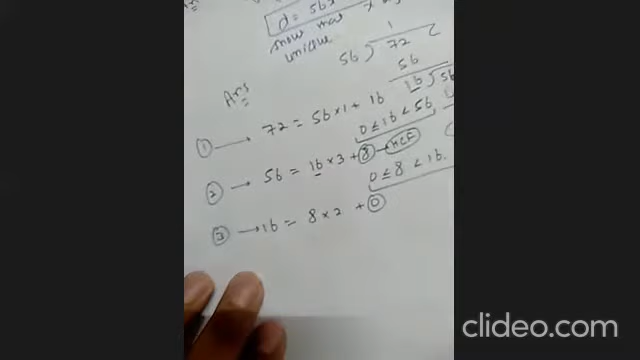 d = 56x
show that x
unique
1
56 ) 72 (
56
16 ) 56
Ans
① → 72 = 56 × 1 + 16
0 ≤ 16 < 56
② → 56 = 16 × 3 + 8 → HCF
0 ≤ 8 < 16.
③ → 16 = 8 × 2 + 0
clideo.com